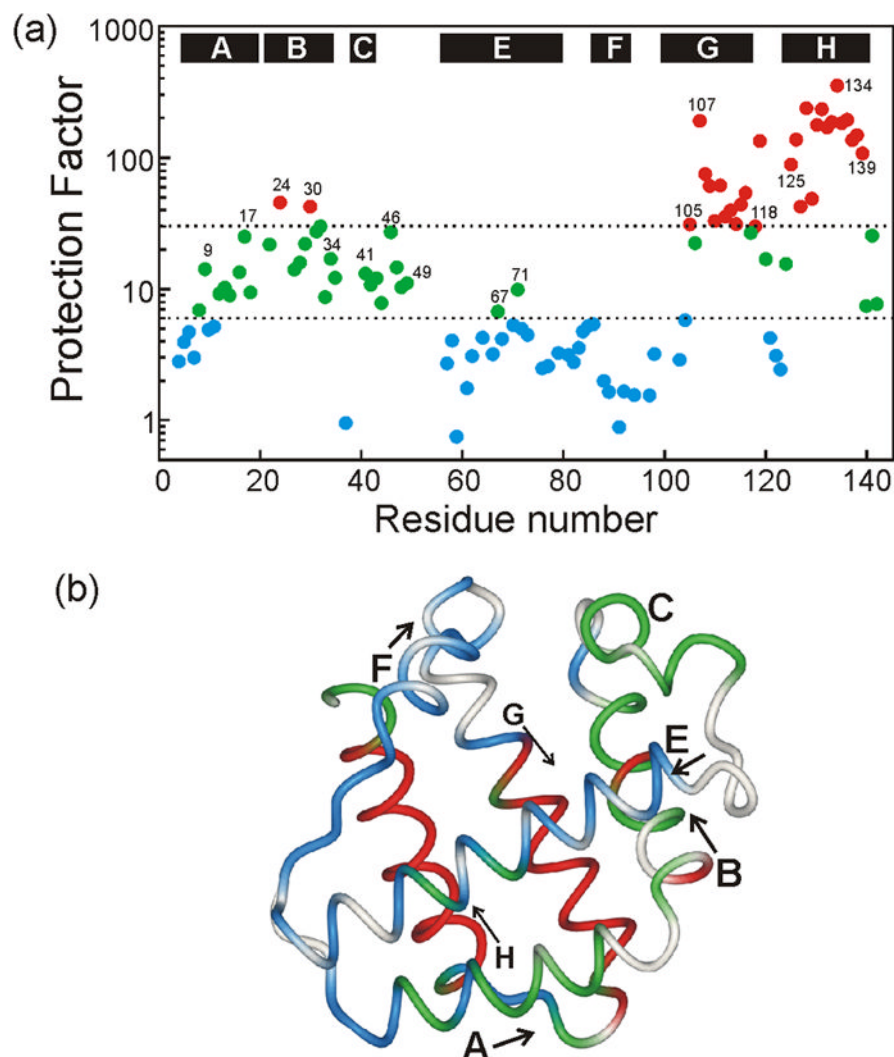 (a)
A B C E F G H
Protection Factor
1000
100
10
1
9
17
24
30
34
41
46
49
67
71
105
107
118
125
134
139
0 20 40 60 80 100 120 140
Residue number
(b)
F
C
G
E
B
H
A